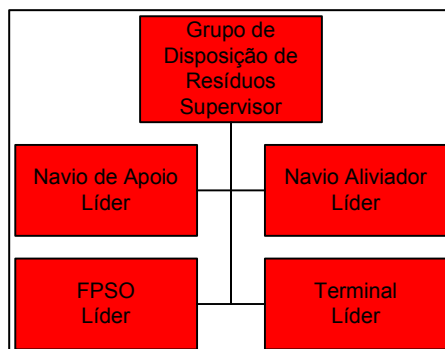 Grupo de
Disposição de
Resíduos
Supervisor
Navio de Apoio
Líder
Navio Aliviador
Líder
FPSO
Líder
Terminal
Líder